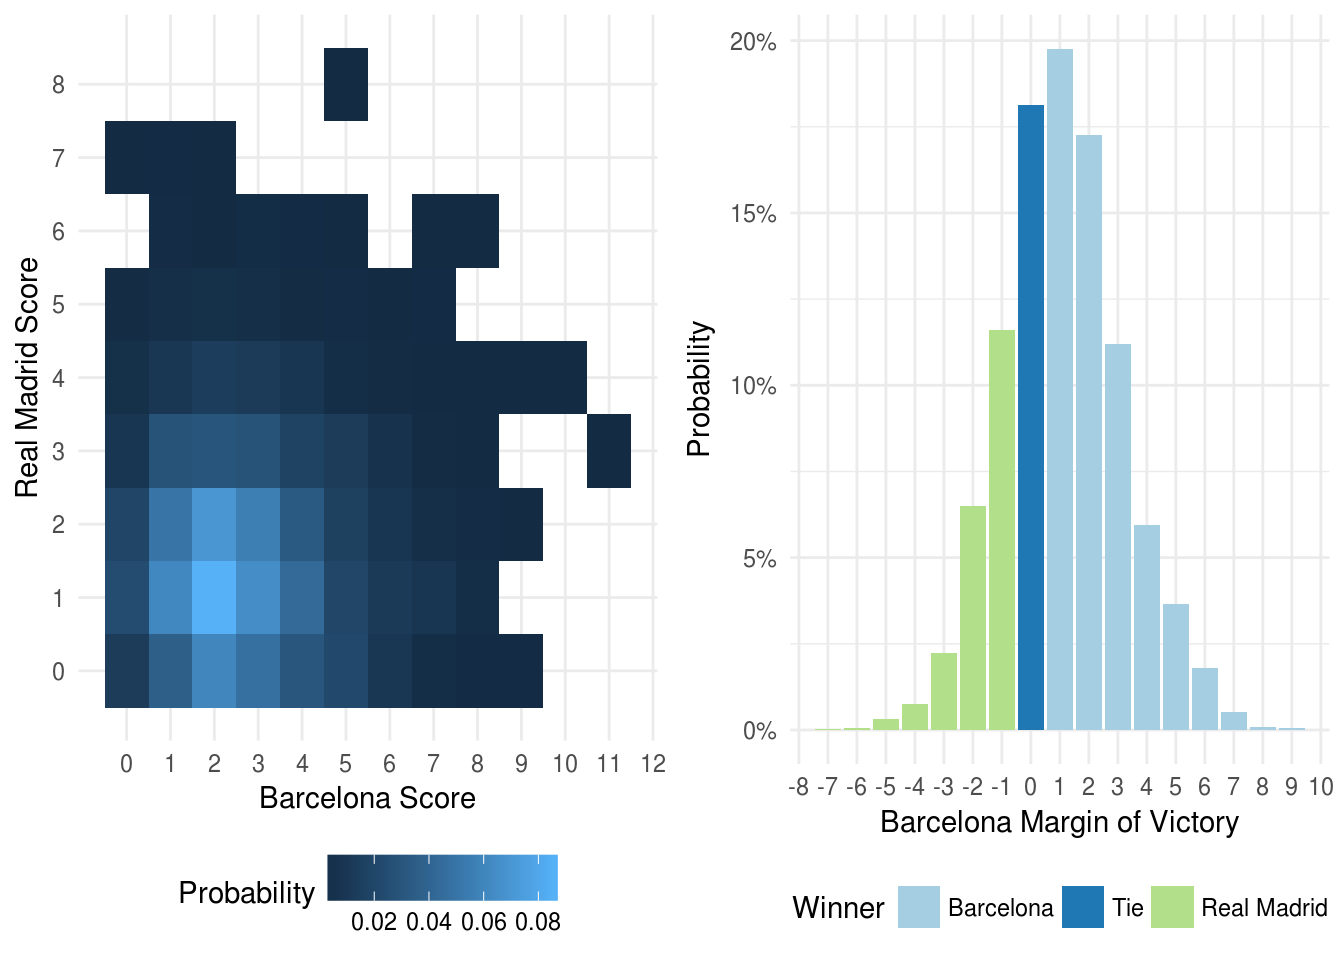 8
7
6
5
4
3
2
1
0
Real Madrid Score
0 1 2 3 4 5 6 7 8 9 10 11 12
Barcelona Score
Probability
0.02 0.04 0.06 0.08
20%
15%
10%
5%
0%
Probability
-8 -7 -6 -5 -4 -3 -2 -1 0 1 2 3 4 5 6 7 8 9 10
Barcelona Margin of Victory
Winner Barcelona Tie Real Madrid